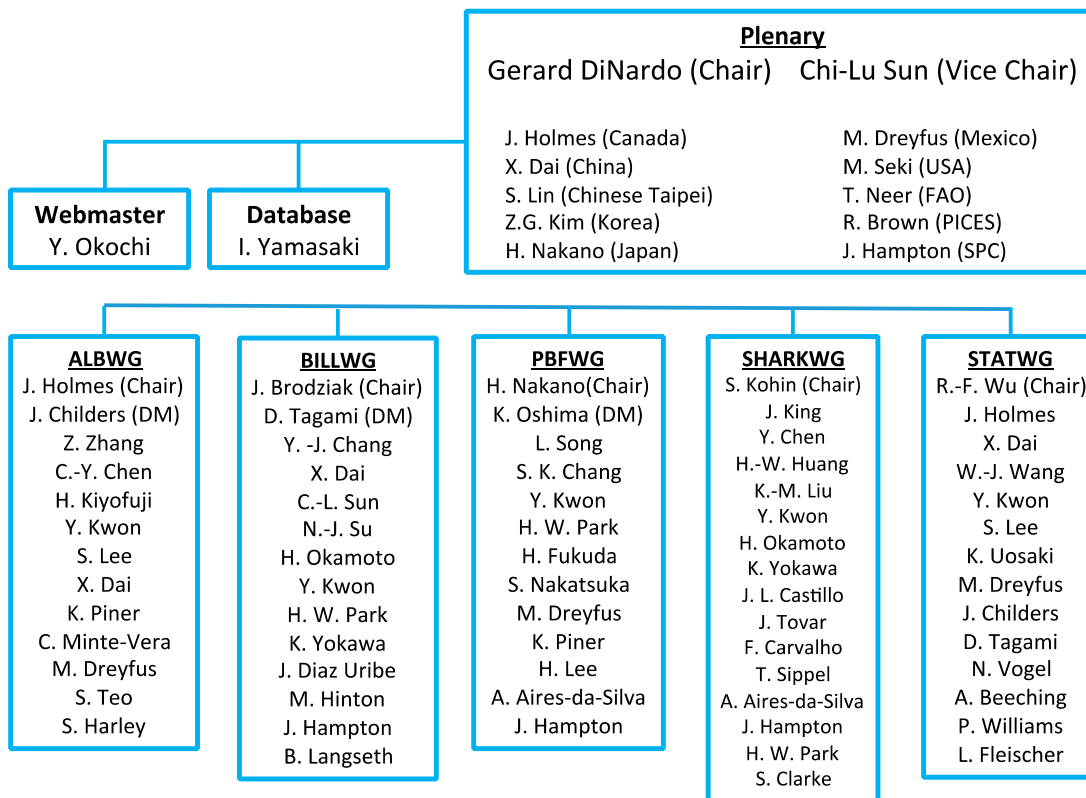 Plenary
Gerard DiNardo (Chair) Chi-Lu Sun (Vice Chair)
J. Holmes (Canada)
X. Dai (China)
S. Lin (Chinese Taipei)
Z.G. Kim (Korea)
H. Nakano (Japan)
M. Dreyfus (Mexico)
M. Seki (USA)
T. Neer (FAO)
R. Brown (PICES)
J. Hampton (SPC)
Webmaster
Y. Okochi
Database
I. Yamasaki
ALBWG
J. Holmes (Chair)
J. Childers (DM)
Z. Zhang
C.-Y. Chen
H. Kiyofuji
Y. Kwon
S. Lee
X. Dai
K. Piner
C. Minte-Vera
M. Dreyfus
S. Teo
S. Harley
BILLWG
J. Brodziak (Chair)
D. Tagami (DM)
Y. -J. Chang
X. Dai
C.-L. Sun
N.-J. Su
H. Okamoto
Y. Kwon
H. W. Park
K. Yokawa
J. Diaz Uribe
M. Hinton
J. Hampton
B. Langseth
PBFWG
H. Nakano(Chair)
K. Oshima (DM)
L. Song
S. K. Chang
Y. Kwon
H. W. Park
H. Fukuda
S. Nakatsuka
M. Dreyfus
K. Piner
H. Lee
A. Aires-da-Silva
J. Hampton
SHARKWG
S. Kohin (Chair)
J. King
Y. Chen
H.-W. Huang
K.-M. Liu
Y. Kwon
H. Okamoto
K. Yokawa
J. L. Castillo
J. Tovar
F. Carvalho
T. Sippel
A. Aires-da-Silva
J. Hampton
H. W. Park
S. Clarke
STATWG
R.-F. Wu (Chair)
J. Holmes
X. Dai
W.-J. Wang
Y. Kwon
S. Lee
K. Uosaki
M. Dreyfus
J. Childers
D. Tagami
N. Vogel
A. Beeching
P. Williams
L. Fleischer